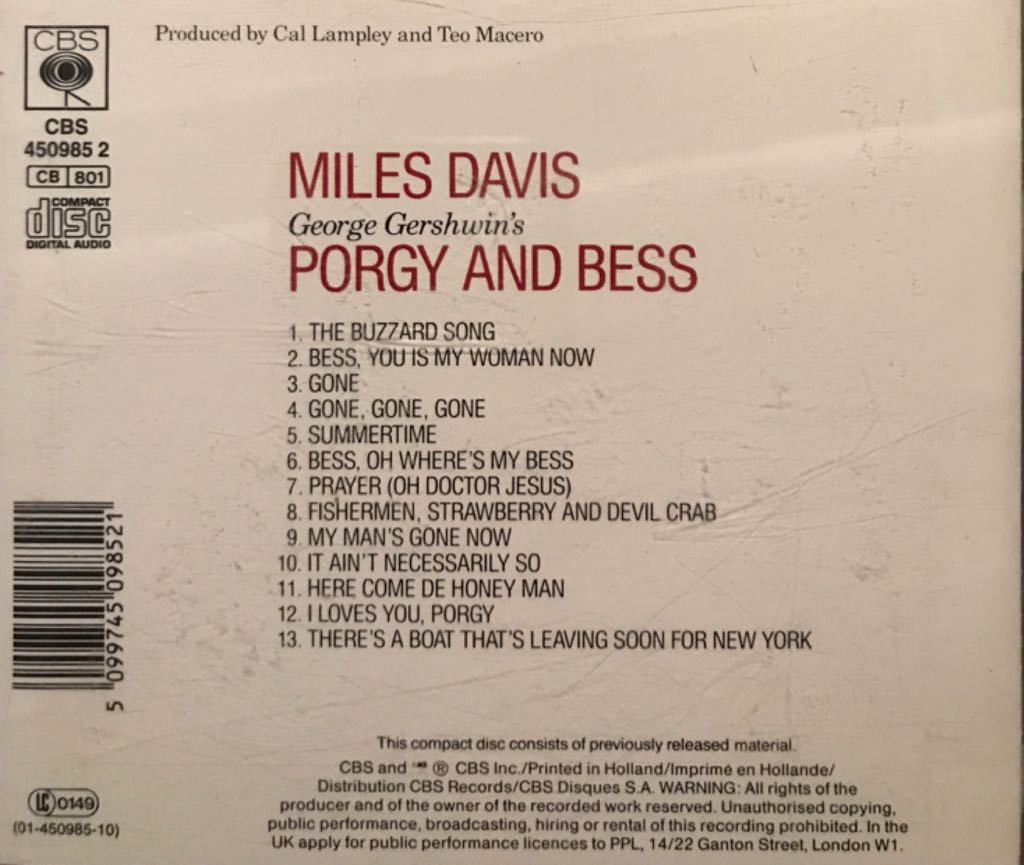 CBS
CBS
450985 2
CB 801
COMPACT
disc
DIGITAL AUDIO
Produced by Cal Lampley and Teo Macero
MILES DAVIS
George Gershwin's
PORGY AND BESS
1. THE BUZZARD SONG
2. BESS, YOU IS MY WOMAN NOW
3. GONE
4. GONE, GONE, GONE
5. SUMMERTIME
6. BESS, OH WHERE'S MY BESS
7. PRAYER (OH DOCTOR JESUS)
8. FISHERMEN, STRAWBERRY AND DEVIL CRAB
9. MY MAN'S GONE NOW
10. IT AIN'T NECESSARILY SO
11. HERE COME DE HONEY MAN
12. I LOVES YOU, PORGY
13. THERE'S A BOAT THAT'S LEAVING SOON FOR NEW YORK
5 099745 098521
This compact disc consists of previously released material.
CBS and ℗ CBS Inc./Printed in Holland/Imprimé en Hollande/
Distribution CBS Records/CBS Disques S.A. WARNING: All rights of the
producer and of the owner of the recorded work reserved. Unauthorised copying,
public performance, broadcasting, hiring or rental of this recording prohibited. In the
UK apply for public performance licences to PPL, 14/22 Ganton Street, London W1.
LC 0149
(01-450985-10)